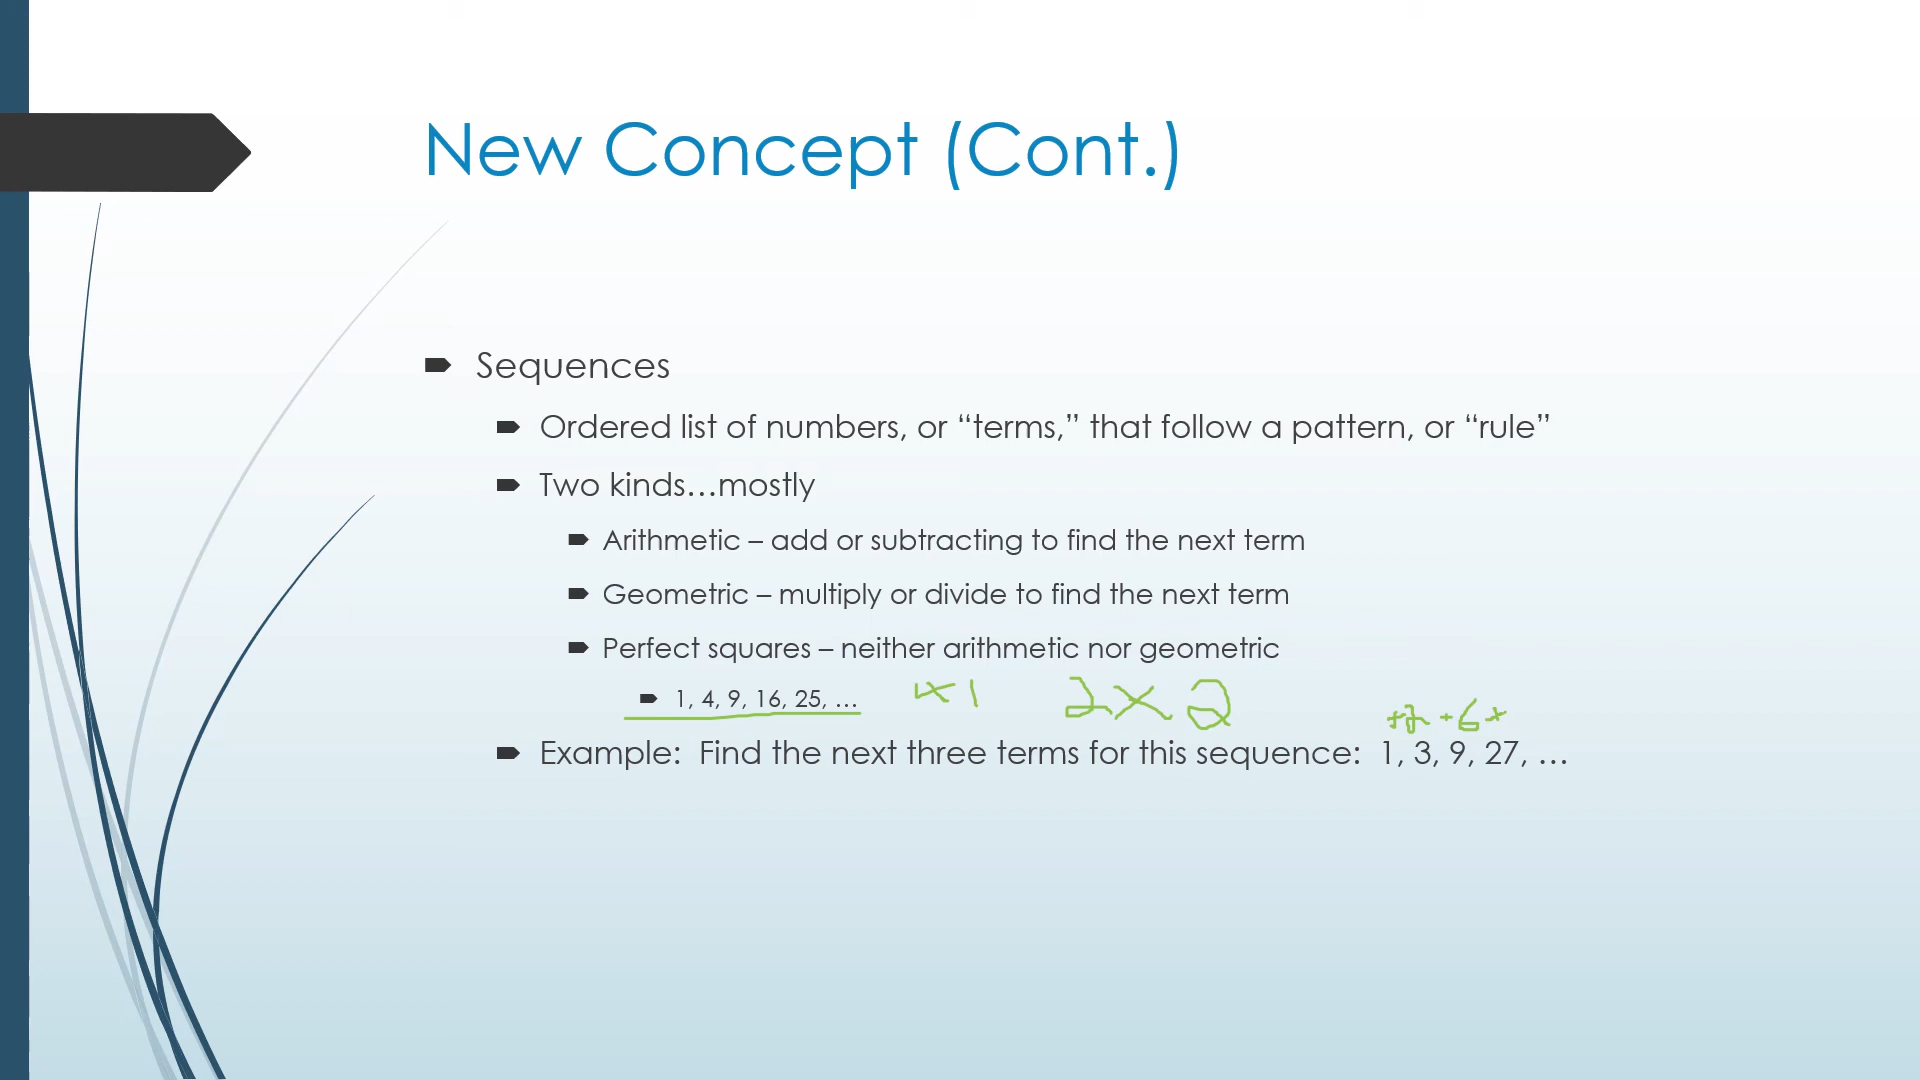 New Concept (Cont.)
Sequences
Ordered list of numbers, or “terms,” that follow a pattern, or “rule”
Two kinds…mostly
Arithmetic – add or subtracting to find the next term
Geometric – multiply or divide to find the next term
Perfect squares – neither arithmetic nor geometric
1, 4, 9, 16, 25, … 2 × 2
+2 +6 +
Example: Find the next three terms for this sequence: 1, 3, 9, 27, …